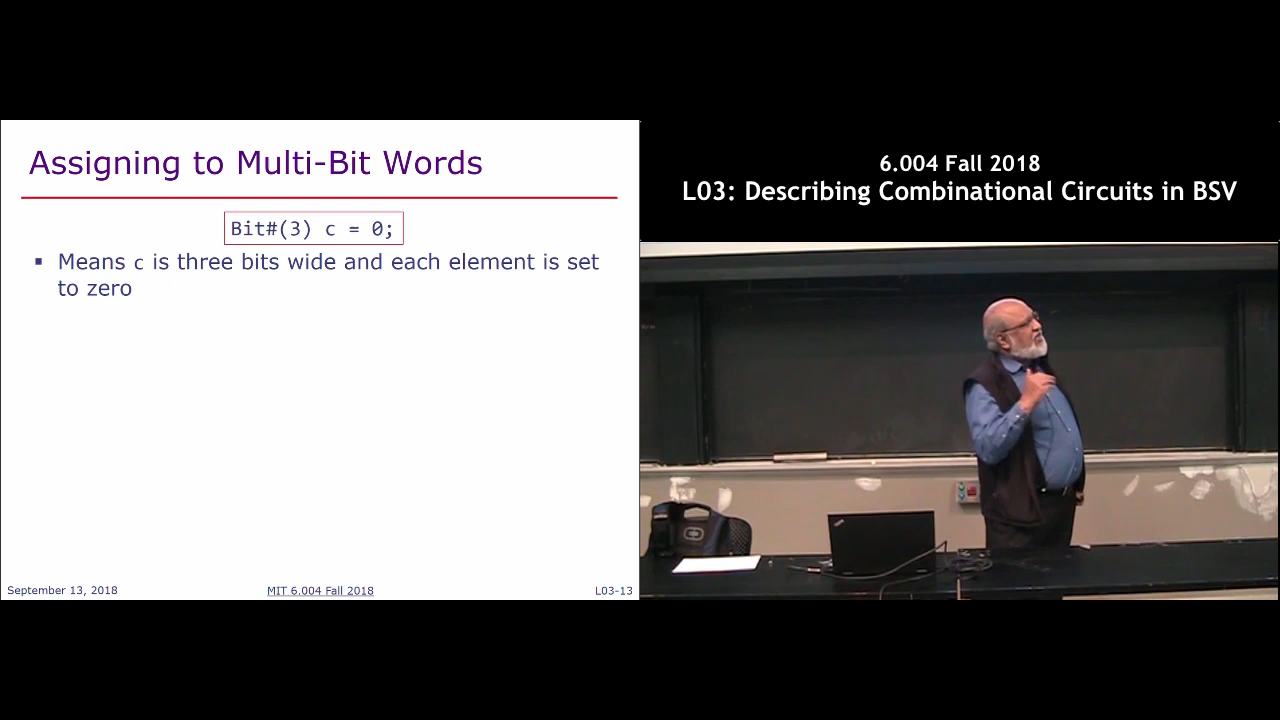 Assigning to Multi-Bit Words
Bit#(3) c = 0;
▪ Means c is three bits wide and each element is set
to zero
September 13, 2018
MIT 6.004 Fall 2018
L03-13
6.004 Fall 2018
L03: Describing Combinational Circuits in BSV